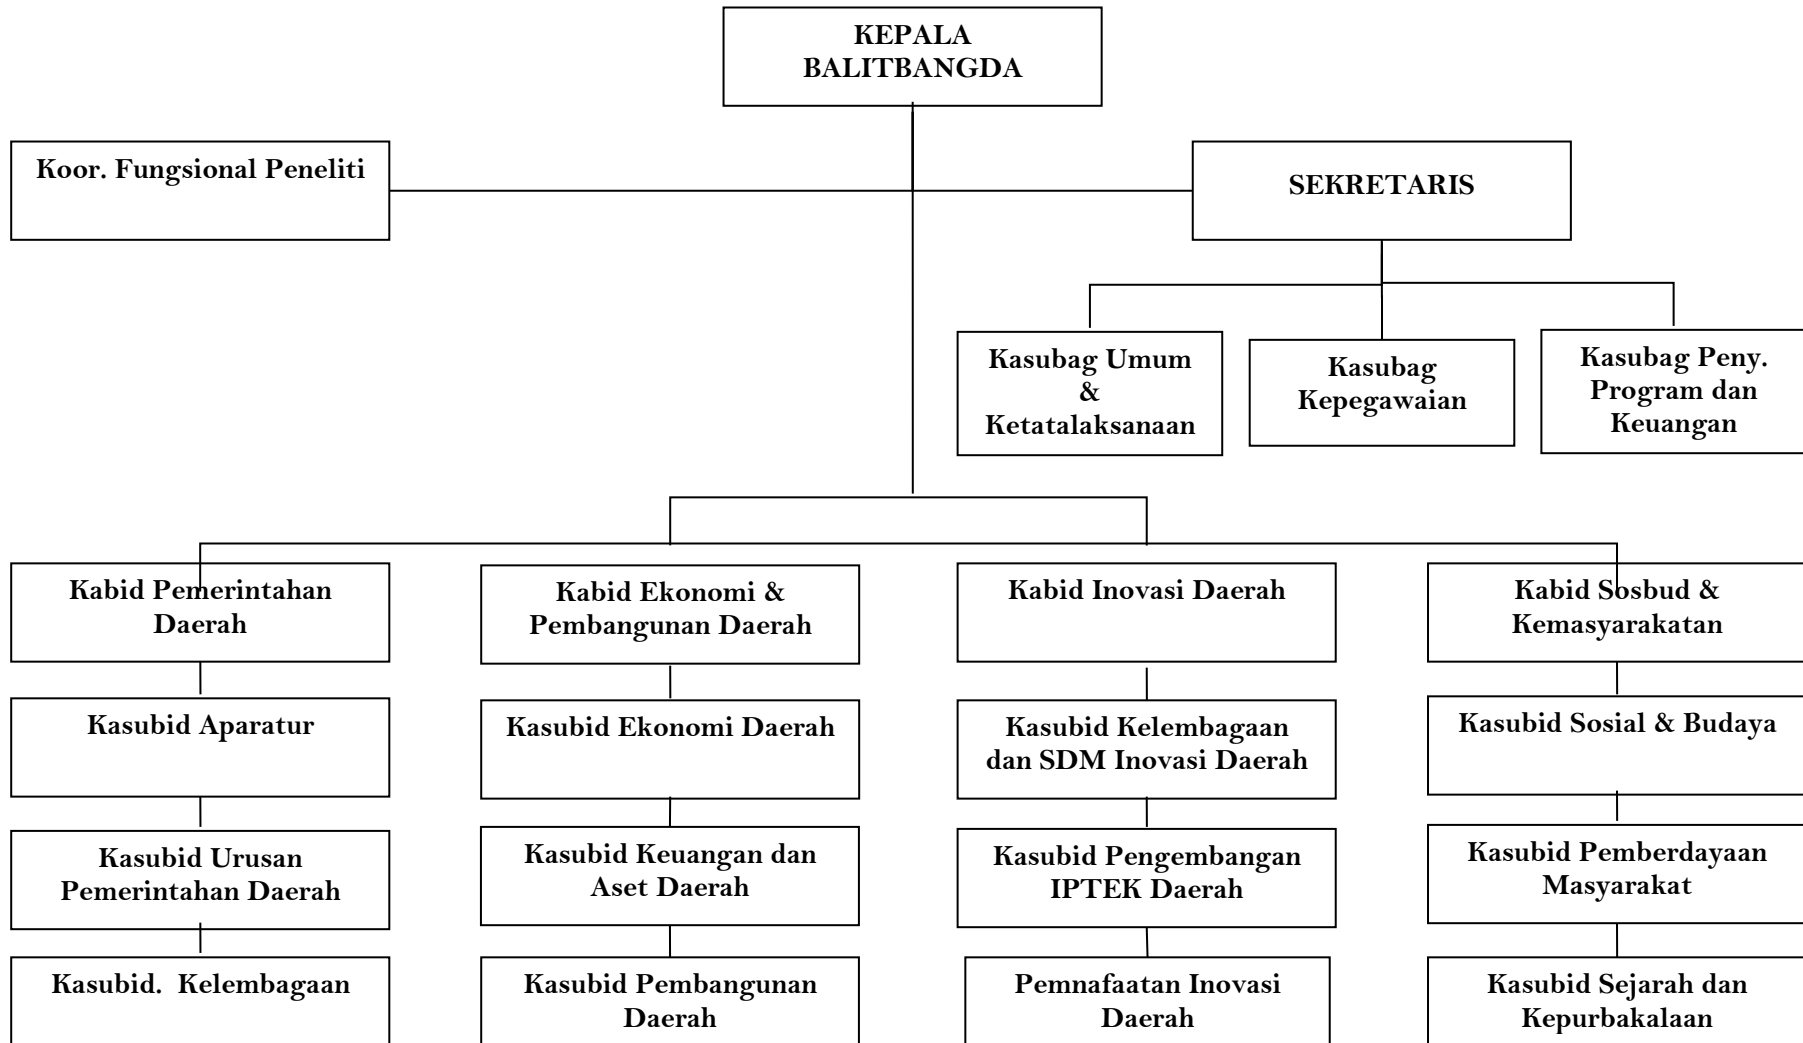 KEPALA
BALITBANGDA
Koor. Fungsional Peneliti
SEKRETARIS
Kasubag Umum
&
Ketatalaksanaan
Kasubag
Kepegawaian
Kasubag Peny.
Program dan
Keuangan
Kabid Pemerintahan
Daerah
Kabid Ekonomi &
Pembangunan Daerah
Kabid Inovasi Daerah
Kabid Sosbud &
Kemasyarakatan
Kasubid Aparatur
Kasubid Ekonomi Daerah
Kasubid Kelembagaan
dan SDM Inovasi Daerah
Kasubid Sosial & Budaya
Kasubid Urusan
Pemerintahan Daerah
Kasubid Keuangan dan
Aset Daerah
Kasubid Pengembangan
IPTEK Daerah
Kasubid Pemberdayaan
Masyarakat
Kasubid. Kelembagaan
Kasubid Pembangunan
Daerah
Pemnafaatan Inovasi
Daerah
Kasubid Sejarah dan
Kepurbakalaan